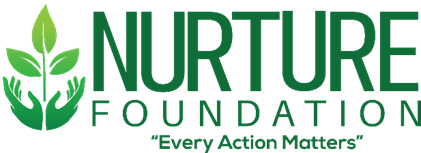 NURTURE
FOUNDATION
“Every Action Matters”